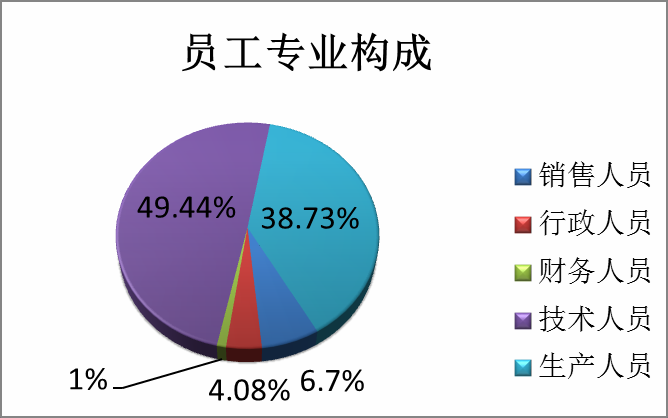 员工专业构成
49.44%
38.73%
1%
4.08%
6.7%
销售人员
行政人员
财务人员
技术人员
生产人员